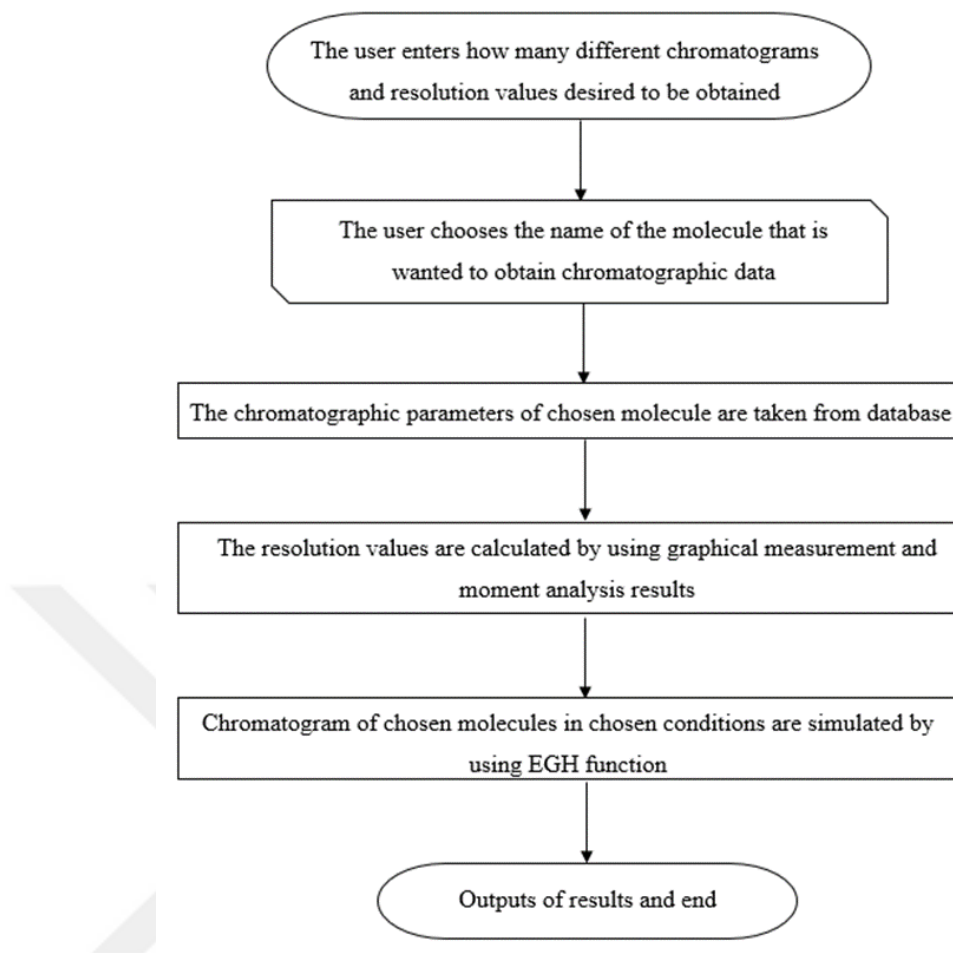 The user enters how many different chromatograms
and resolution values desired to be obtained
The user chooses the name of the molecule that is
wanted to obtain chromatographic data
The chromatographic parameters of chosen molecule are taken from database
The resolution values are calculated by using graphical measurement and
moment analysis results
Chromatogram of chosen molecules in chosen conditions are simulated by
using EGH function
Outputs of results and end